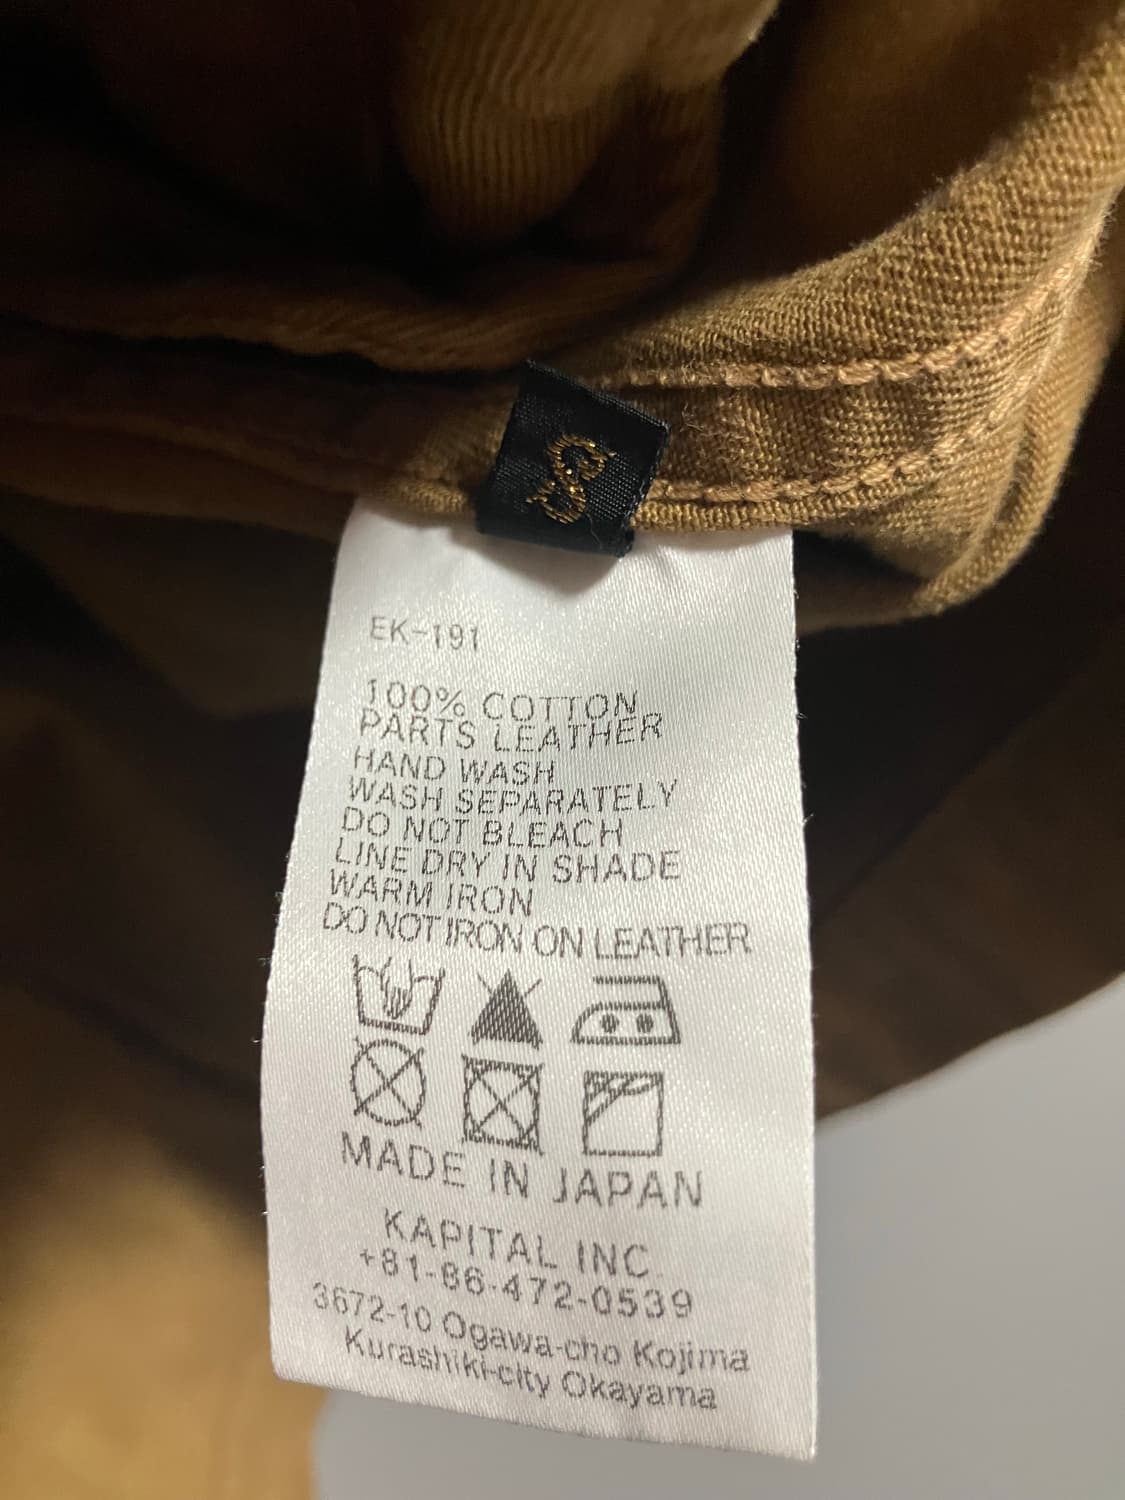 S
EK-191
100% COTTON
PARTS LEATHER
HAND WASH
WASH SEPARATELY
DO NOT BLEACH
LINE DRY IN SHADE
WARM IRON
DO NOT IRON ON LEATHER
MADE IN JAPAN
KAPITAL INC.
+81-86-472-0539
3672-10 Ogawa-cho Kojima
Kurashiki-city Okayama